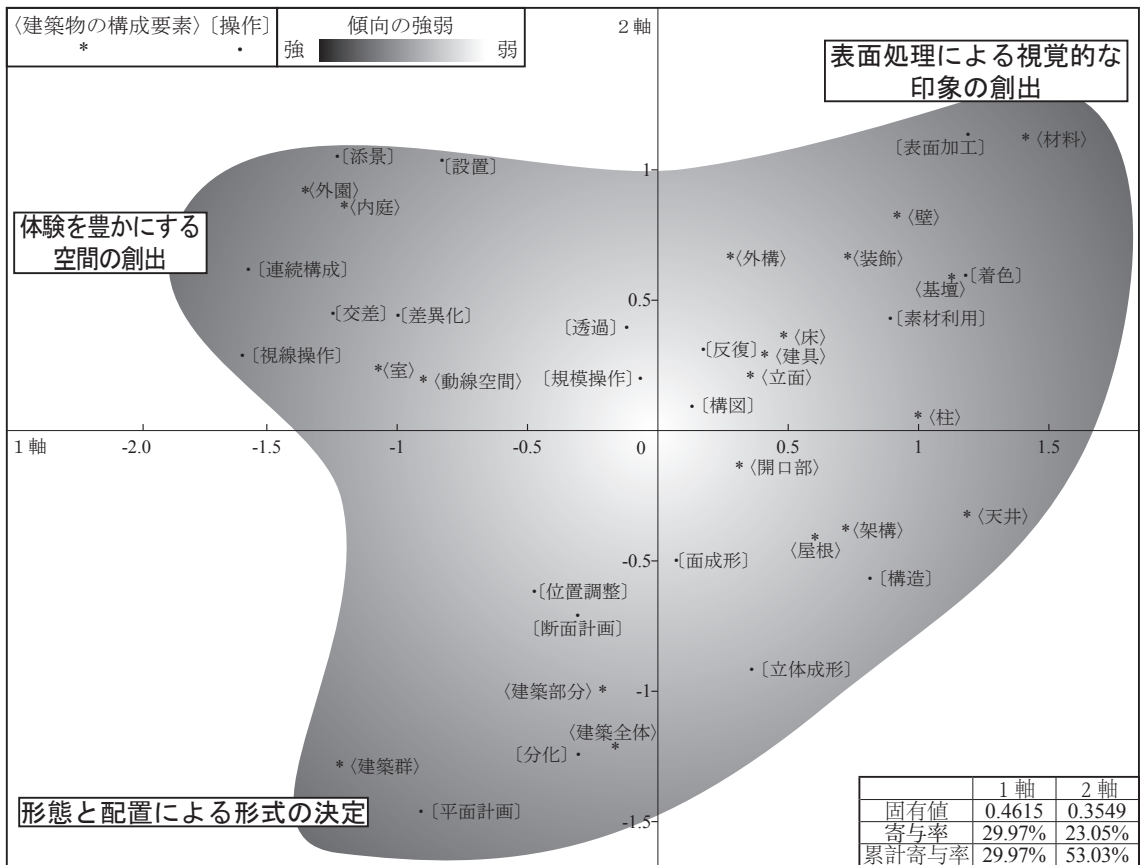 〈建築物の構成要素〉〔操作〕
* ・
傾向の強弱
強 弱
2軸
表面処理による視覚的な
印象の創出
・〔添景〕
・〔設置〕
〔表面加工〕
*〈材料〉
1
*〈外園〉
*〈内庭〉
*〈壁〉
体験を豊かにする
空間の創出
・〔連続構成〕
*〈外構〉
*〈装飾〉
・〔着色〕
〈基壇〉
0.5
・〔交差〕
・〔差異化〕
〔透過〕・
・〔素材利用〕
*〈床〉
・〔反復〕
*〈建具〉
・〔視線操作〕
*〈室〉
*〈動線空間〉
〔規模操作〕・
*〈立面〉
・〔構図〕
*〈柱〉
1軸
-2.0 -1.5 -1 -0.5 0 0.5 1 1.5
*〈開口部〉
*〈天井〉
*〈架構〉
〈屋根〉
-0.5
・〔面成形〕
・〔構造〕
・〔位置調整〕
〔断面計画〕
・〔立体成形〕
〈建築部分〉*
-1
〈建築全体〉
〔分化〕・
*〈建築群〉
形態と配置による形式の決定
・〔平面計画〕
-1.5
1軸 2軸
固有値 0.4615 0.3549
寄与率 29.97% 23.05%
累計寄与率 29.97% 53.03%